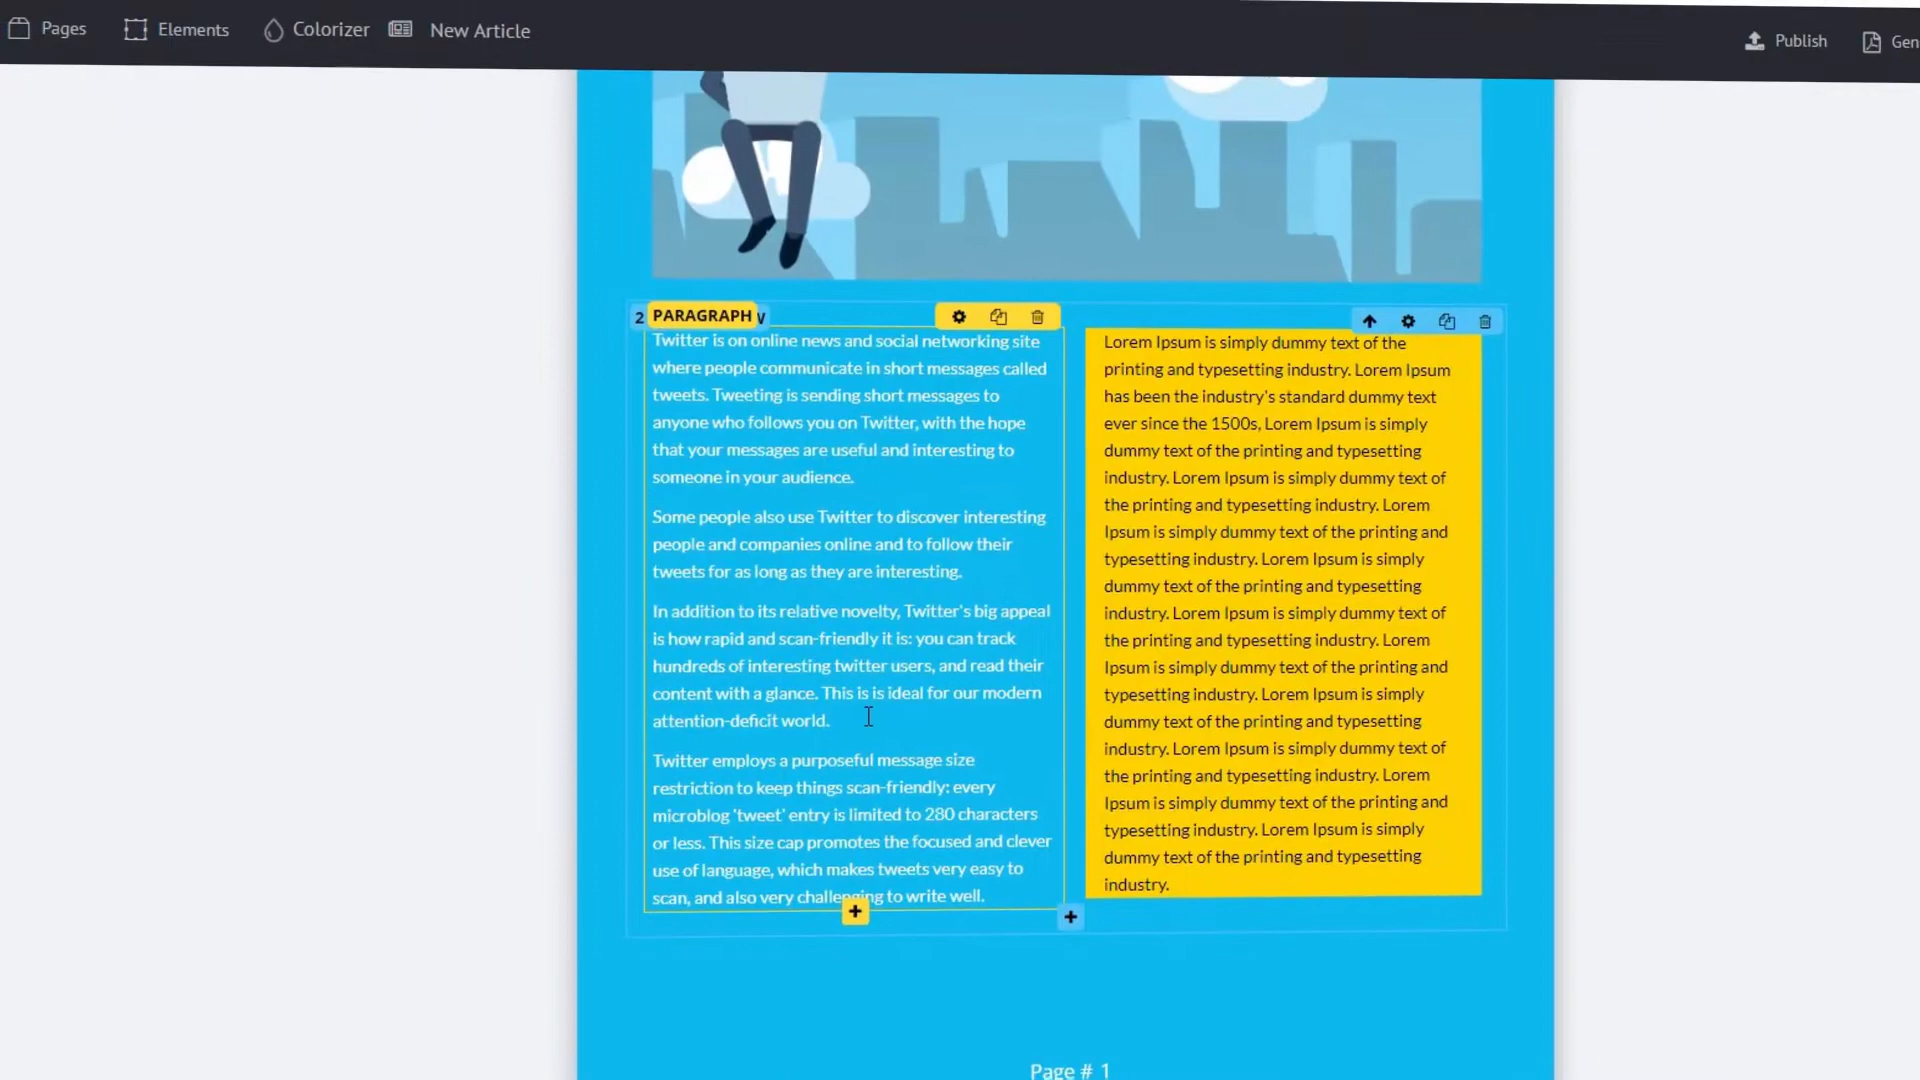 Pages
Elements
Colorizer
New Article
Publish
Gen
2
PARAGRAPH
Twitter is on online news and social networking site
where people communicate in short messages called
tweets. Tweeting is sending short messages to
anyone who follows you on Twitter, with the hope
that your messages are useful and interesting to
someone in your audience.
Some people also use Twitter to discover interesting
people and companies online and to follow their
tweets for as long as they are interesting.
In addition to its relative novelty, Twitter's big appeal
is how rapid and scan-friendly it is: you can track
hundreds of interesting twitter users, and read their
content with a glance. This is is ideal for our modern
attention-deficit world.
Twitter employs a purposeful message size
restriction to keep things scan-friendly: every
microblog 'tweet' entry is limited to 280 characters
or less. This size cap promotes the focused and clever
use of language, which makes tweets very easy to
scan, and also very challenging to write well.
Lorem Ipsum is simply dummy text of the
printing and typesetting industry. Lorem Ipsum
has been the industry's standard dummy text
ever since the 1500s, Lorem Ipsum is simply
dummy text of the printing and typesetting
industry. Lorem Ipsum is simply dummy text of
the printing and typesetting industry. Lorem
Ipsum is simply dummy text of the printing and
typesetting industry. Lorem Ipsum is simply
dummy text of the printing and typesetting
industry. Lorem Ipsum is simply dummy text of
the printing and typesetting industry. Lorem
Ipsum is simply dummy text of the printing and
typesetting industry. Lorem Ipsum is simply
dummy text of the printing and typesetting
industry. Lorem Ipsum is simply dummy text of
the printing and typesetting industry. Lorem
Ipsum is simply dummy text of the printing and
typesetting industry. Lorem Ipsum is simply
dummy text of the printing and typesetting
industry.
Page # 1